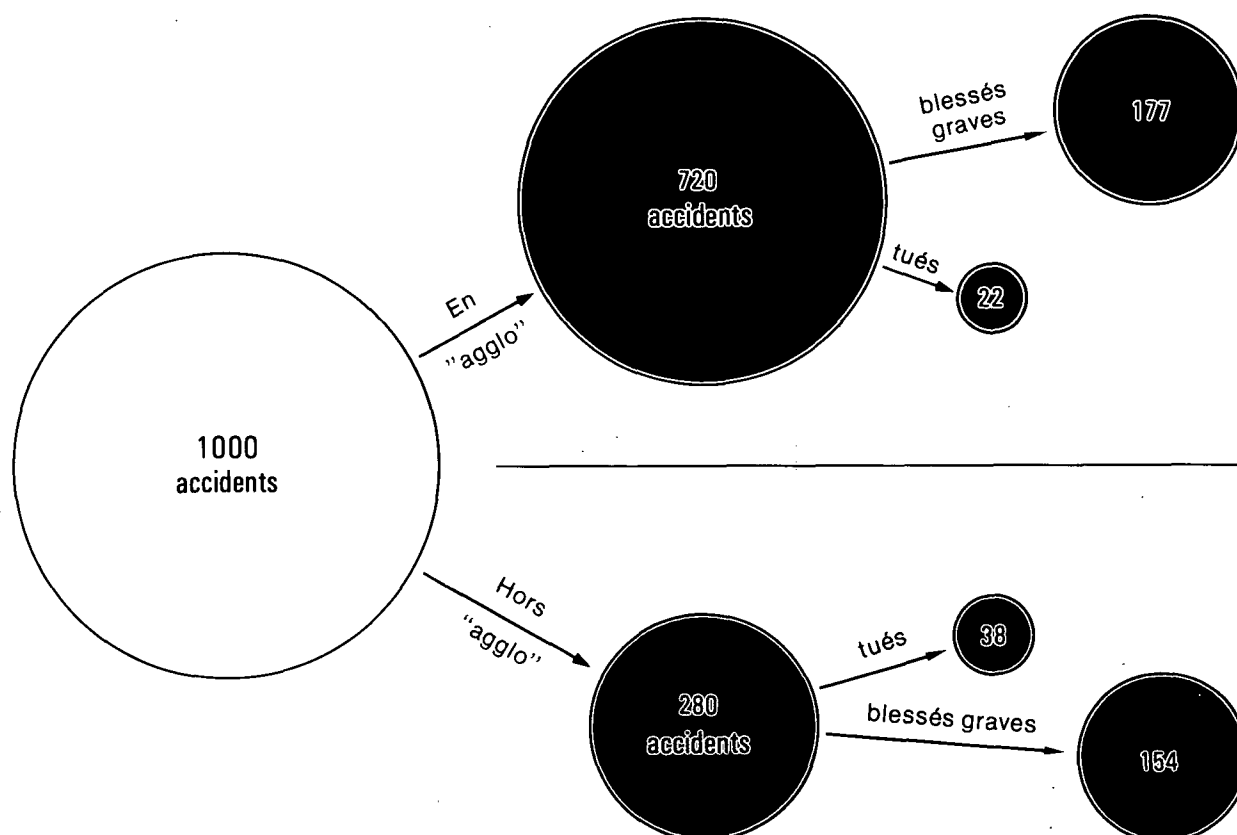 1000
accidents
En
"agglo"
720
accidents
blessés
graves
177
tués
22
Hors
"agglo"
280
accidents
tués
38
blessés graves
154